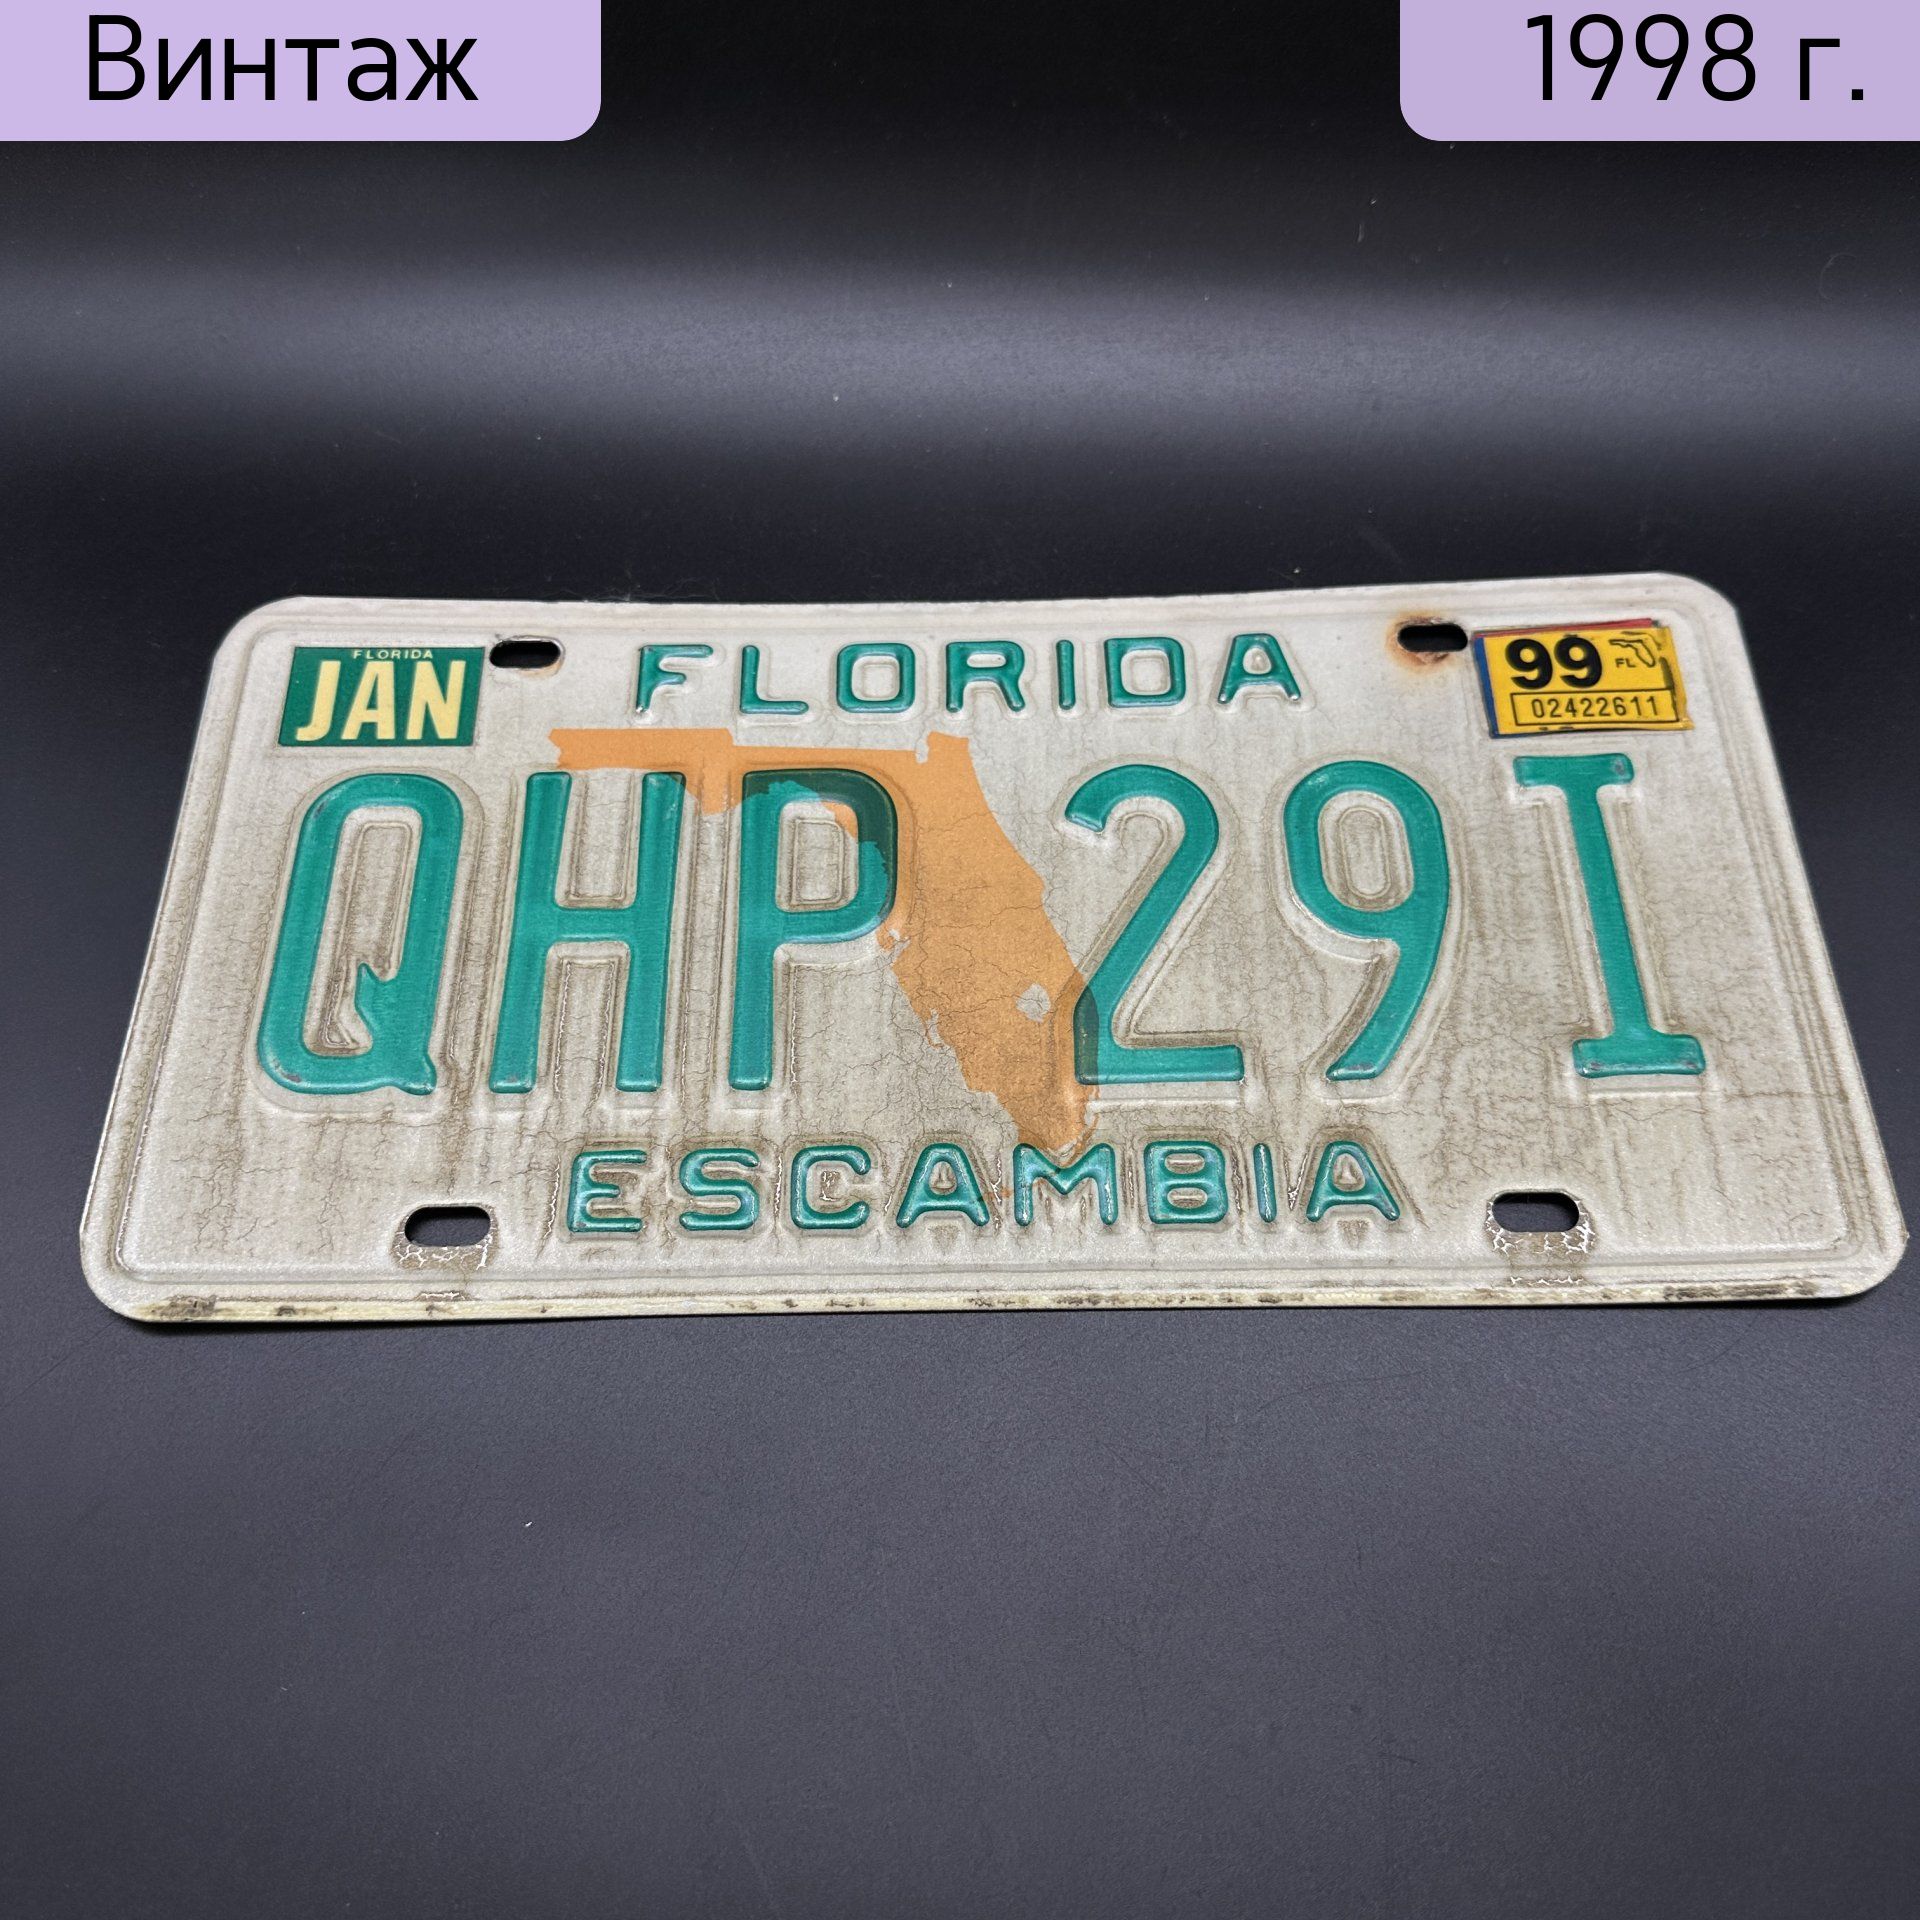 Винтаж
1998 г.
FLORIDA
JAN
FLORIDA
99
FL
02422611
QHP 29I
ESCAMBIA